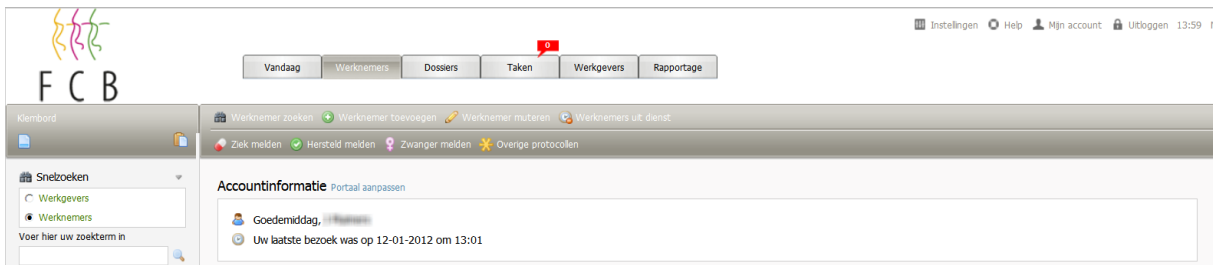 Instellingen Help Mijn account Uitloggen 13:59
0
Vandaag Werknemers Dossiers Taken Werkgevers Rapportage
FCB
Klembord
Werknemer zoeken Werknemer toevoegen Werknemer muteren Werknemers uit dienst
Ziek melden Hersteld melden Zwanger melden Overige protocollen
Snelzoeken
Werkgevers
Werknemers
Voer hier uw zoekterm in
Accountinformatie Portaal aanpassen
Goedemiddag,
Uw laatste bezoek was op 12-01-2012 om 13:01